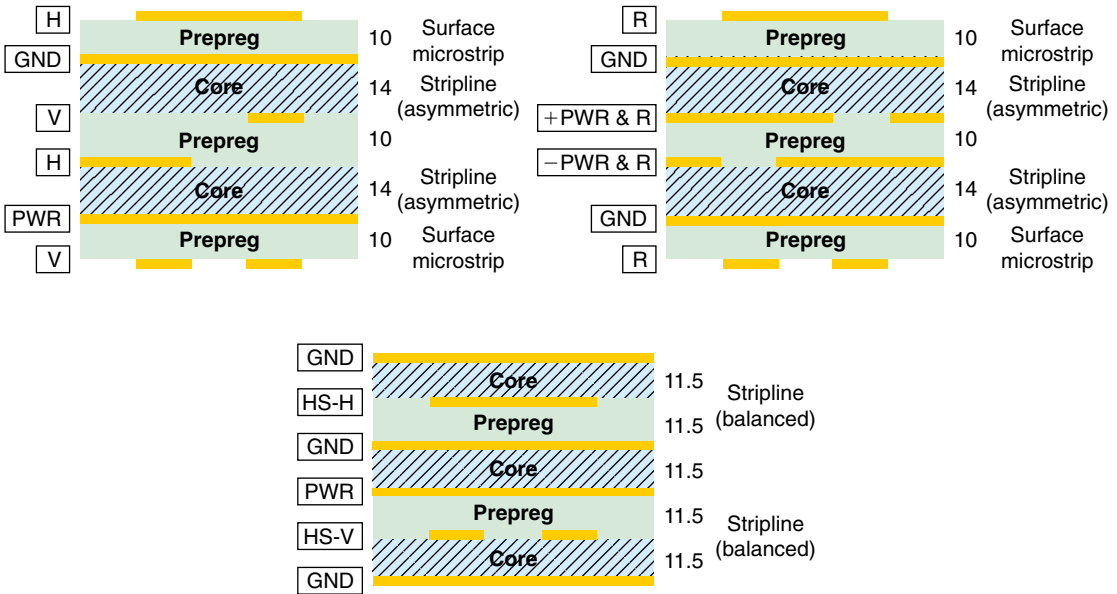 H
Prepreg
10
Surface
microstrip
GND
Core
14
Stripline
(asymmetric)
V
Prepreg
10
H
Core
14
Stripline
(asymmetric)
PWR
Prepreg
10
Surface
microstrip
V
R
Prepreg
10
Surface
microstrip
GND
Core
14
Stripline
(asymmetric)
+PWR & R
Prepreg
10
−PWR & R
Core
14
Stripline
(asymmetric)
GND
Prepreg
10
Surface
microstrip
R
GND
Core
11.5
Stripline
(balanced)
HS-H
Prepreg
11.5
GND
Core
11.5
PWR
Prepreg
11.5
Stripline
(balanced)
HS-V
Core
11.5
GND